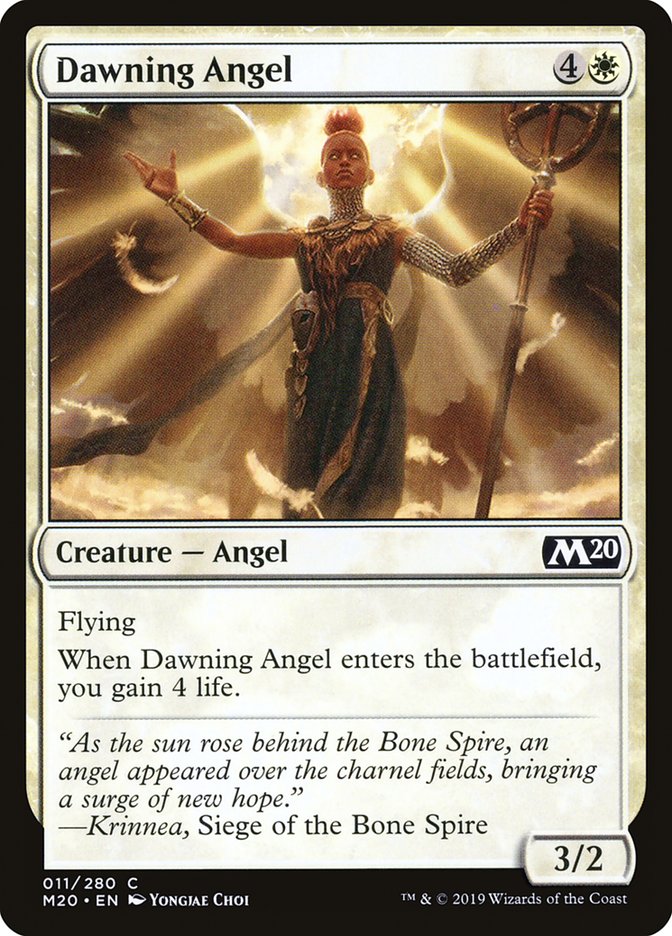 Dawning Angel 4
Creature — Angel M20
Flying
When Dawning Angel enters the battlefield,
you gain 4 life.
“As the sun rose behind the Bone Spire, an
angel appeared over the charnel fields, bringing
a surge of new hope.”
—Krinnea, Siege of the Bone Spire
3/2
011/280 C
M20 • EN Yongjae Choi
™ & © 2019 Wizards of the Coast